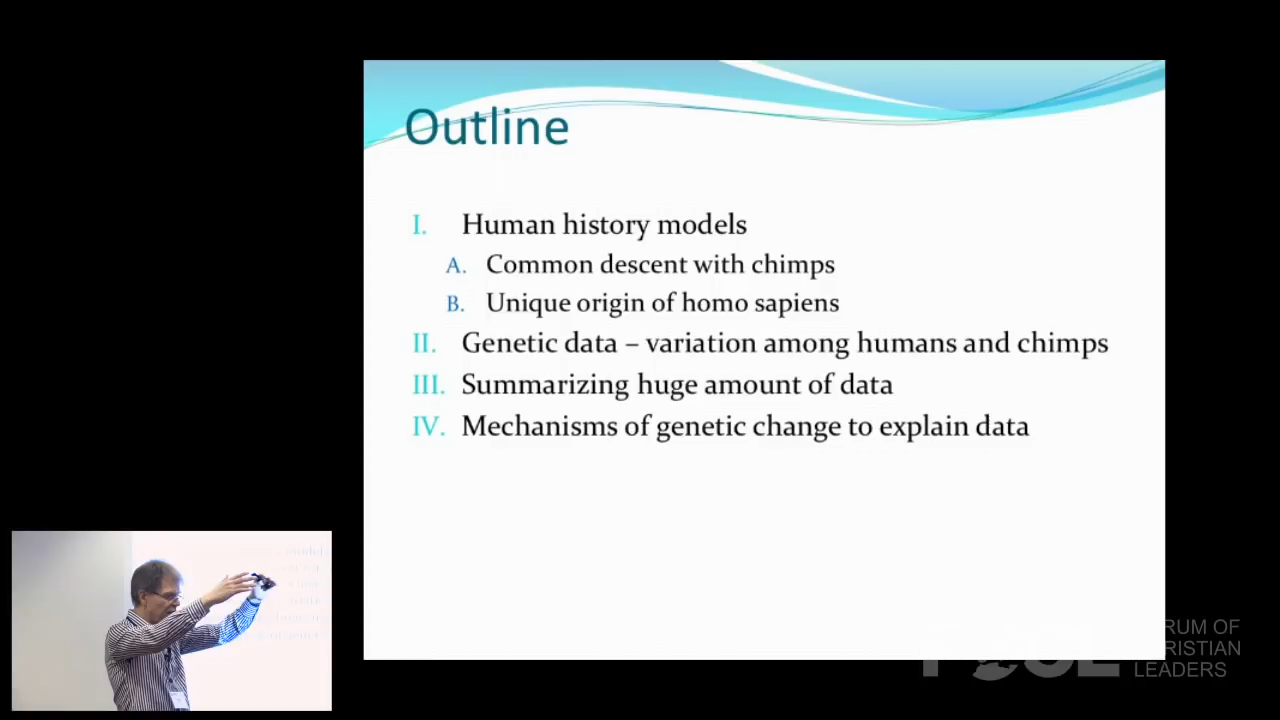 Outline
I. Human history models
A. Common descent with chimps
B. Unique origin of homo sapiens
II. Genetic data – variation among humans and chimps
III. Summarizing huge amount of data
IV. Mechanisms of genetic change to explain data
RUM OF
RISTIAN
LEADERS